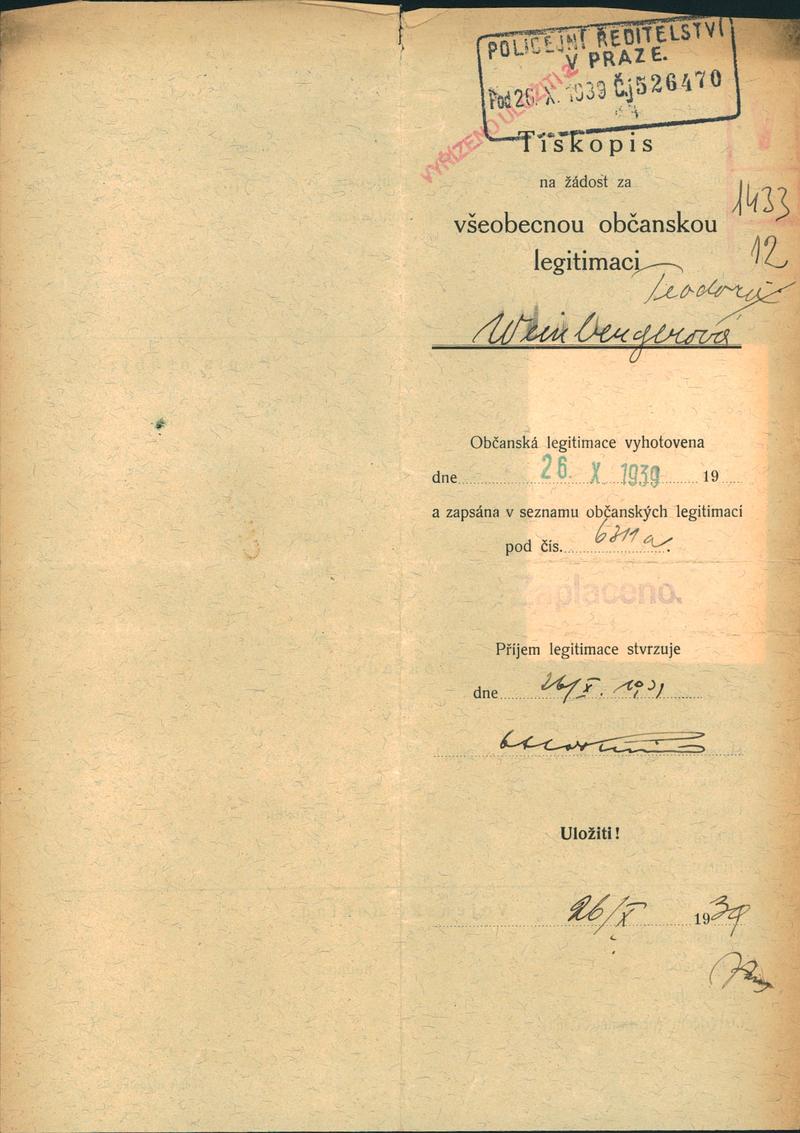 POLICEJNÍ ŘEDITELSTVÍ
V PRAZE.
Pod 26. X. 1939 Čj 526470
VYŘÍZENO ULOŽITI
Tiskopis
na žádost za
1433
všeobecnou občanskou
12
legitimaci
Weinbergerová
Občanská legitimace vyhotovena
dne 26. X 1939 19
a zapsána v seznamu občanských legitimací
pod čís. 6311a.
Zaplaceno.
Příjem legitimace stvrzuje
dne 26/X.
Uložiti!
26/X 1939